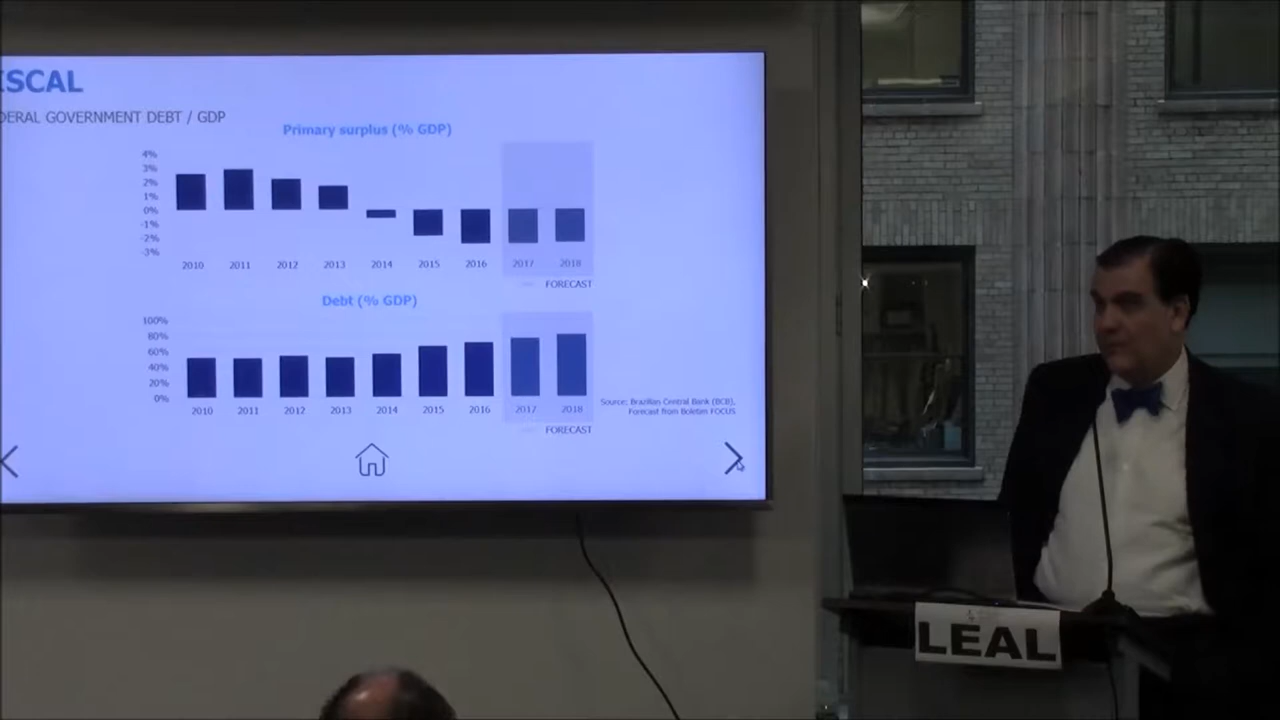 ISCAL
DERAL GOVERNMENT DEBT / GDP
Primary surplus (% GDP)
4%
3%
2%
1%
0%
-1%
-2%
-3%
2010 2011 2012 2013 2014 2015 2016 2017 2018
FORECAST
Debt (% GDP)
100%
80%
60%
40%
20%
0%
2010 2011 2012 2013 2014 2015 2016 2017 2018
FORECAST
Source: Brazilian Central Bank (BCB),
Forecast from Boletim FOCUS
LEAL